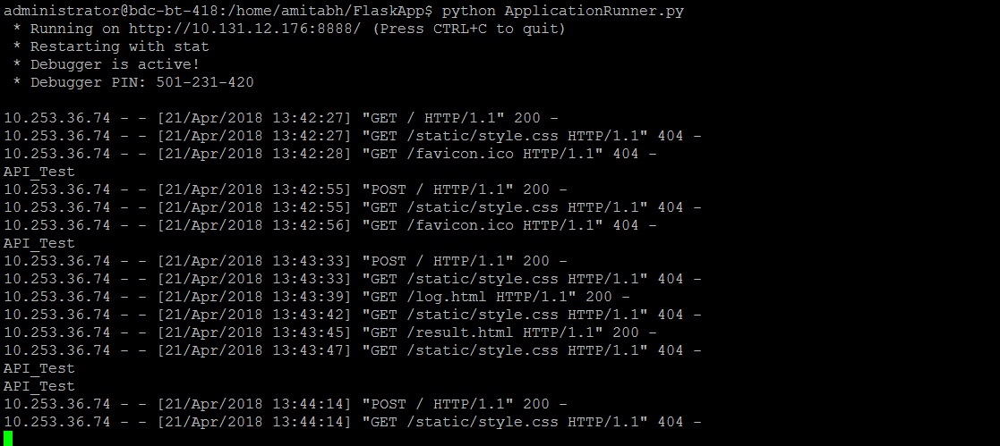 administrator@bdc-bt-418:/home/amitabh/FlaskApp$ python ApplicationRunner.py
 * Running on http://10.131.12.176:8888/ (Press CTRL+C to quit)
 * Restarting with stat
 * Debugger is active!
 * Debugger PIN: 501-231-420
10.253.36.74 - - [21/Apr/2018 13:42:27] "GET / HTTP/1.1" 200 -
10.253.36.74 - - [21/Apr/2018 13:42:27] "GET /static/style.css HTTP/1.1" 404 -
10.253.36.74 - - [21/Apr/2018 13:42:28] "GET /favicon.ico HTTP/1.1" 404 -
API_Test
10.253.36.74 - - [21/Apr/2018 13:42:55] "POST / HTTP/1.1" 200 -
10.253.36.74 - - [21/Apr/2018 13:42:55] "GET /static/style.css HTTP/1.1" 404 -
10.253.36.74 - - [21/Apr/2018 13:42:56] "GET /favicon.ico HTTP/1.1" 404 -
API_Test
10.253.36.74 - - [21/Apr/2018 13:43:33] "POST / HTTP/1.1" 200 -
10.253.36.74 - - [21/Apr/2018 13:43:33] "GET /static/style.css HTTP/1.1" 404 -
10.253.36.74 - - [21/Apr/2018 13:43:39] "GET /log.html HTTP/1.1" 200 -
10.253.36.74 - - [21/Apr/2018 13:43:42] "GET /static/style.css HTTP/1.1" 404 -
10.253.36.74 - - [21/Apr/2018 13:43:45] "GET /result.html HTTP/1.1" 200 -
10.253.36.74 - - [21/Apr/2018 13:43:47] "GET /static/style.css HTTP/1.1" 404 -
API_Test
API_Test
10.253.36.74 - - [21/Apr/2018 13:44:14] "POST / HTTP/1.1" 200 -
10.253.36.74 - - [21/Apr/2018 13:44:14] "GET /static/style.css HTTP/1.1" 404 -